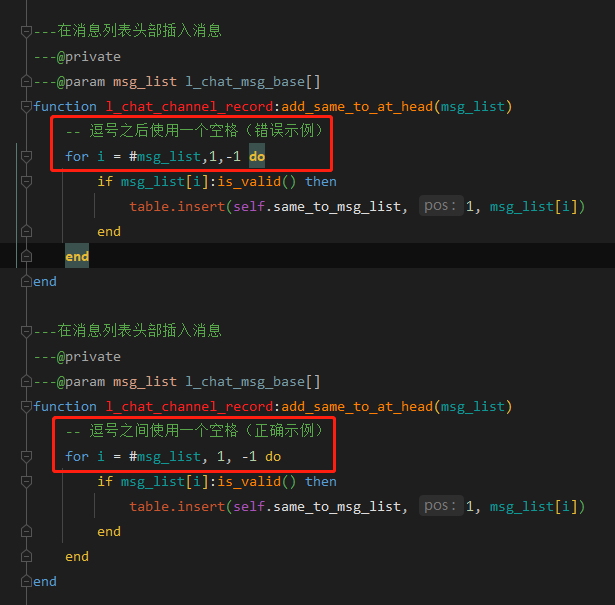 ---在消息列表头部插入消息
---@private
---@param msg_list l_chat_msg_base[]
function l_chat_channel_record:add_same_to_at_head(msg_list)
-- 逗号之后使用一个空格（错误示例）
for i = #msg_list,1,-1 do
if msg_list[i]:is_valid() then
table.insert(self.same_to_msg_list, pos: 1, msg_list[i])
end
end
end
---在消息列表头部插入消息
---@private
---@param msg_list l_chat_msg_base[]
function l_chat_channel_record:add_same_to_at_head(msg_list)
-- 逗号之间使用一个空格（正确示例）
for i = #msg_list, 1, -1 do
if msg_list[i]:is_valid() then
table.insert(self.same_to_msg_list, pos: 1, msg_list[i])
end
end
end